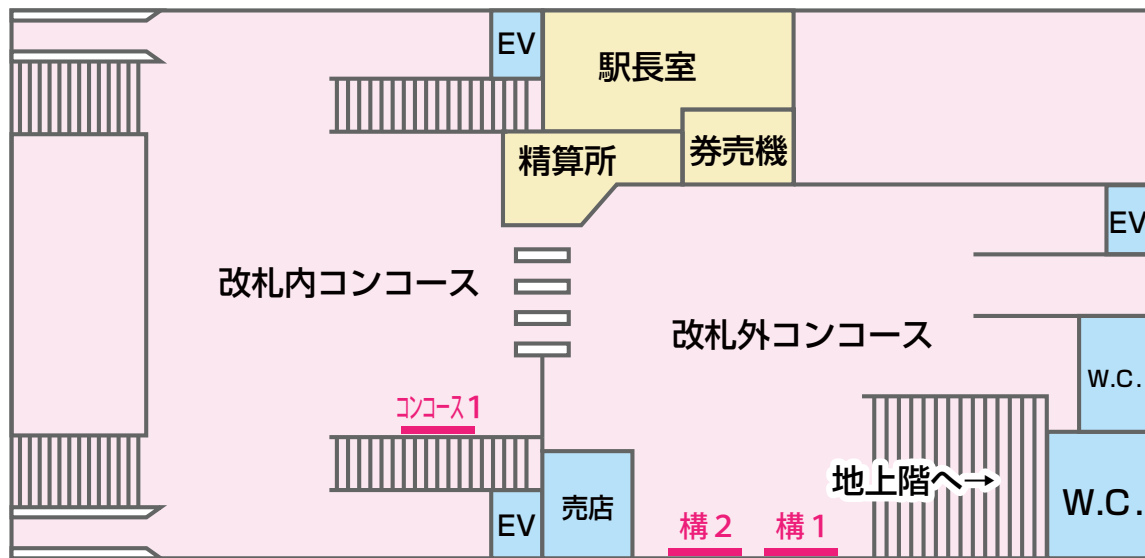 EV
駅長室
券売機
精算所
EV
改札内コンコース
改札外コンコース
W.C.
コンコース1
地上階へ→
売店
W.C.
EV
構2
構1